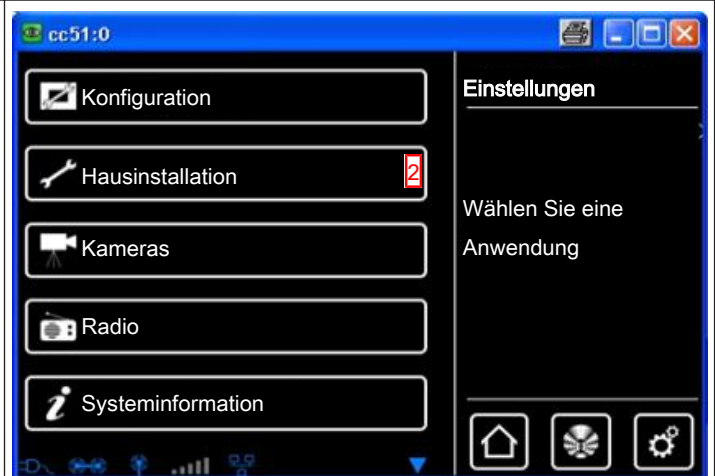 cc51:0
Konfiguration
Hausinstallation 2
Kameras
Radio
Systeminformation
Einstellungen
Wählen Sie eine
Anwendung